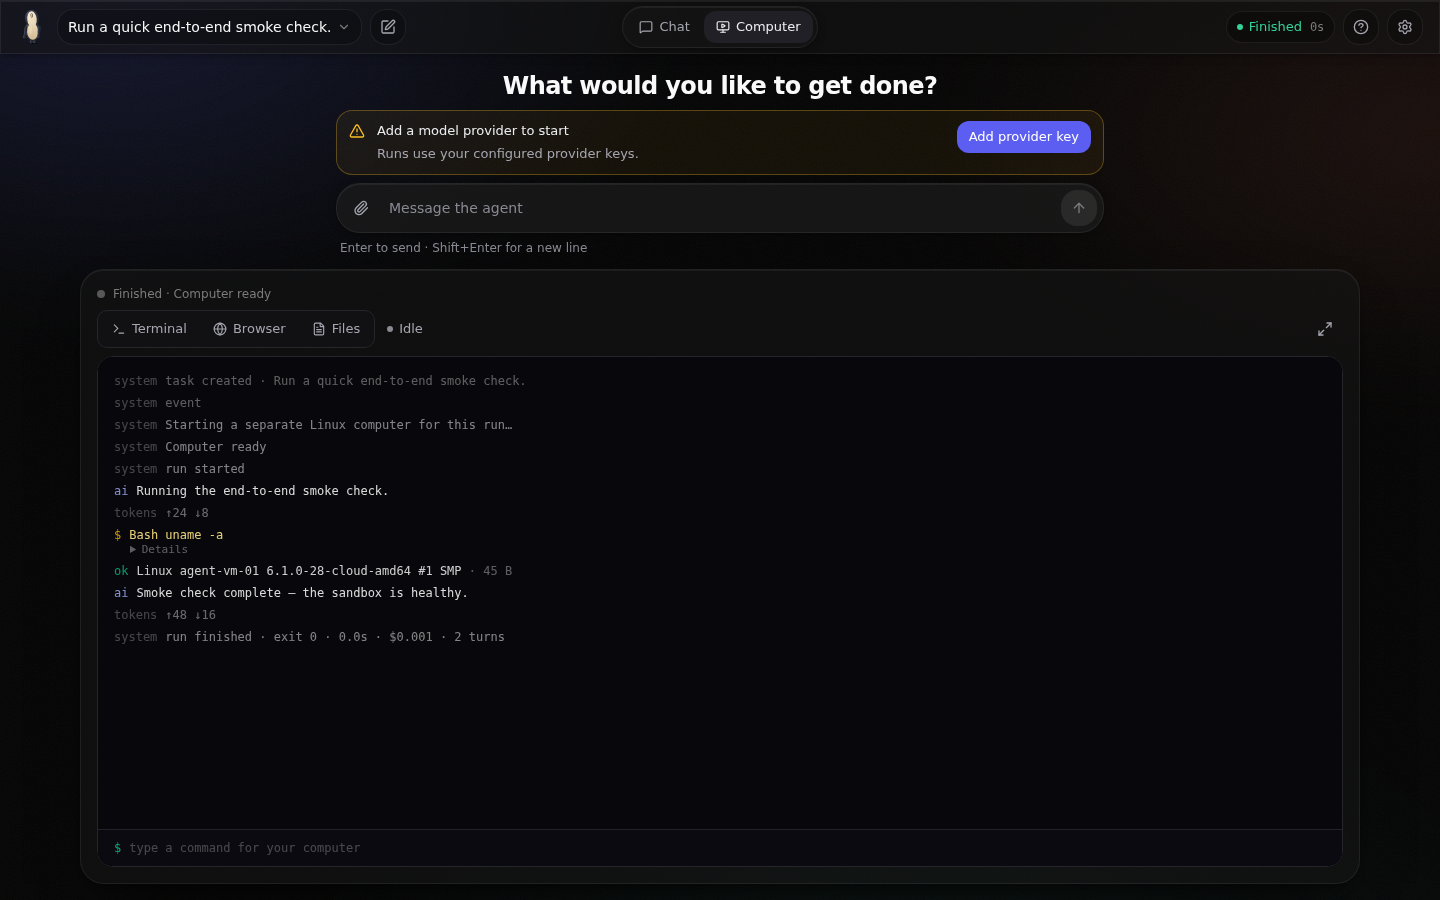 Run a quick end-to-end smoke check.
Chat
Computer
Finished 0s
What would you like to get done?
Add a model provider to start
Runs use your configured provider keys.
Add provider key
Message the agent
Enter to send · Shift+Enter for a new line
Finished · Computer ready
Terminal
Browser
Files
Idle
system task created · Run a quick end-to-end smoke check.
system event
system Starting a separate Linux computer for this run…
system Computer ready
system run started
ai Running the end-to-end smoke check.
tokens ↑24 ↓8
$ Bash uname -a
▶ Details
ok Linux agent-vm-01 6.1.0-28-cloud-amd64 #1 SMP · 45 B
ai Smoke check complete — the sandbox is healthy.
tokens ↑48 ↓16
system run finished · exit 0 · 0.0s · $0.001 · 2 turns
$ type a command for your computer